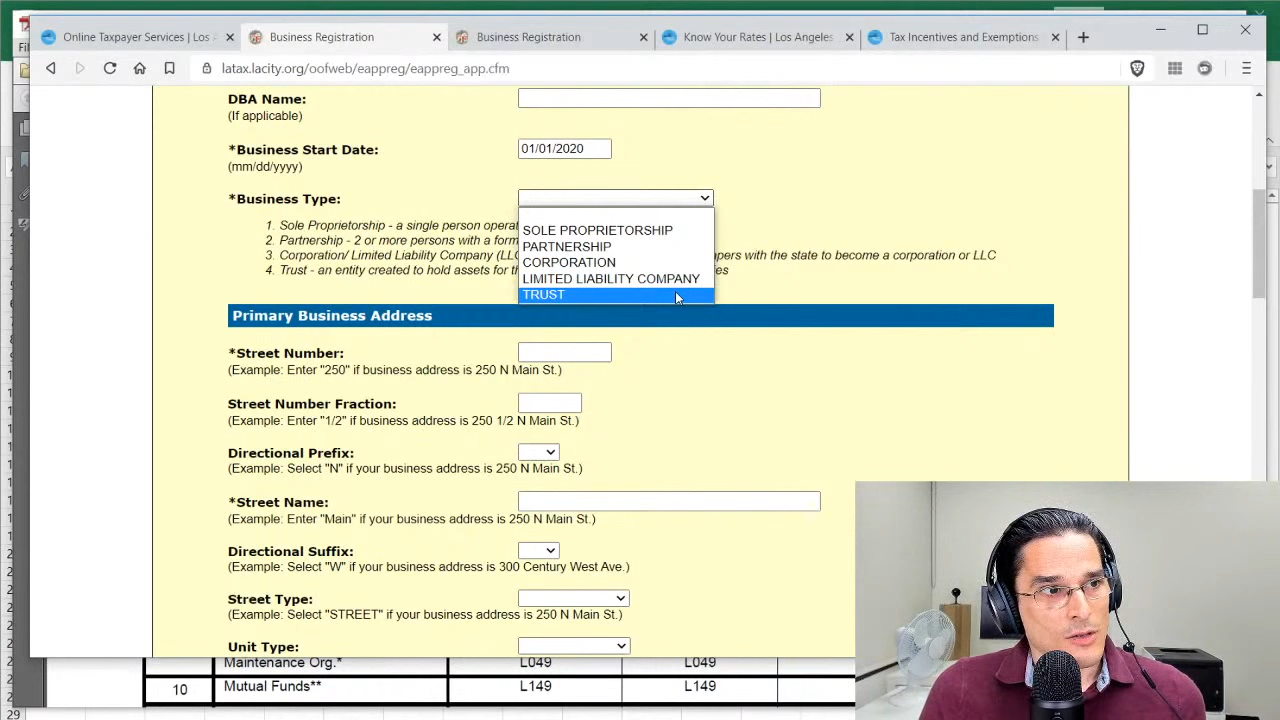 Online Taxpayer Services | Los
Business Registration
Business Registration
Know Your Rates | Los Angeles
Tax Incentives and Exemptions
latax.lacity.org/oofweb/eappreg/eappreg_app.cfm
DBA Name:
(If applicable)
*Business Start Date:
01/01/2020
(mm/dd/yyyy)
*Business Type:
1. Sole Proprietorship - a single person operat
SOLE PROPRIETORSHIP
2. Partnership - 2 or more persons with a form
PARTNERSHIP
3. Corporation/ Limited Liability Company (LLC
CORPORATION
apers with the state to become a corporation or LLC
4. Trust - an entity created to hold assets for th
LIMITED LIABILITY COMPANY
TRUST
Primary Business Address
*Street Number:
(Example: Enter "250" if business address is 250 N Main St.)
Street Number Fraction:
(Example: Enter "1/2" if business address is 250 1/2 N Main St.)
Directional Prefix:
(Example: Select "N" if your business address is 250 N Main St.)
*Street Name:
(Example: Enter "Main" if your business address is 250 N Main St.)
Directional Suffix:
(Example: Select "W" if your business address is 300 Century West Ave.)
Street Type:
(Example: Select "STREET" if your business address is 250 N Main St.)
Unit Type:
Maintenance Org.* L049 L049
10 Mutual Funds** L149 L149
29